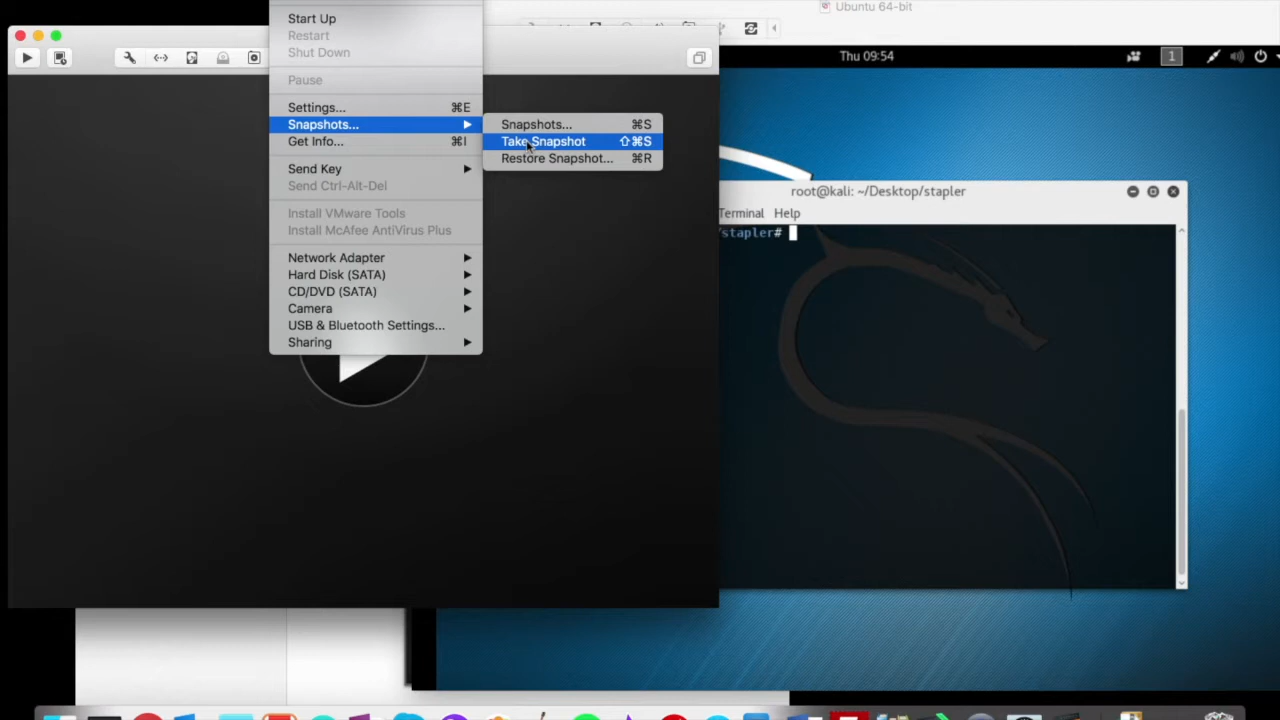 Ubuntu 64-bit
Start Up
Restart
Shut Down
Pause
Settings... ⌘E
Snapshots...
Get Info... ⌘I
Send Key
Send Ctrl-Alt-Del
Install VMware Tools
Install McAfee AntiVirus Plus
Network Adapter
Hard Disk (SATA)
CD/DVD (SATA)
Camera
USB & Bluetooth Settings...
Sharing
Snapshots... ⌘S
Take Snapshot ⇧⌘S
Restore Snapshot... ⌘R
Thu 09:54
1
root@kali: ~/Desktop/stapler
Terminal Help
/stapler#